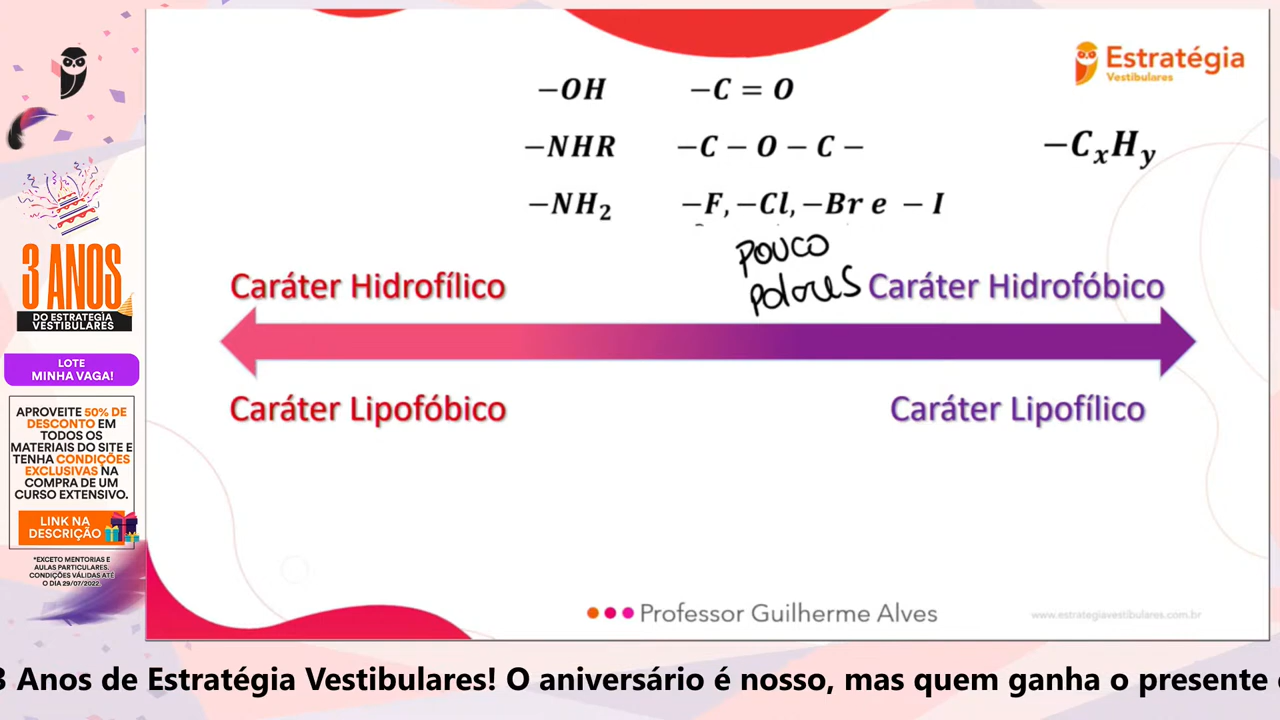 Estratégia
Vestibulares
-OH
-C = O
-NHR
-C - O - C -
-CxHy
-NH2
-F, -Cl, -Br e - I
POUCO
POLARES
Caráter Hidrofílico
Caráter Hidrofóbico
Caráter Lipofóbico
Caráter Lipofílico
Professor Guilherme Alves
www.estrategiavestibulares.com.br
3 ANOS
DO ESTRATEGIA
VESTIBULARES
LOTE
MINHA VAGA!
APROVEITE 50% DE
DESCONTO EM
TODOS OS
MATERIAIS DO SITE E
TENHA CONDIÇÕES
EXCLUSIVAS NA
COMPRA DE UM
CURSO EXTENSIVO.
LINK NA
DESCRIÇÃO
*EXCETO MENTORIAS E
AULAS PARTICULARES.
CONDIÇÕES VÁLIDAS ATÉ
O DIA 29/07/2022.
3 Anos de Estratégia Vestibulares! O aniversário é nosso, mas quem ganha o presente